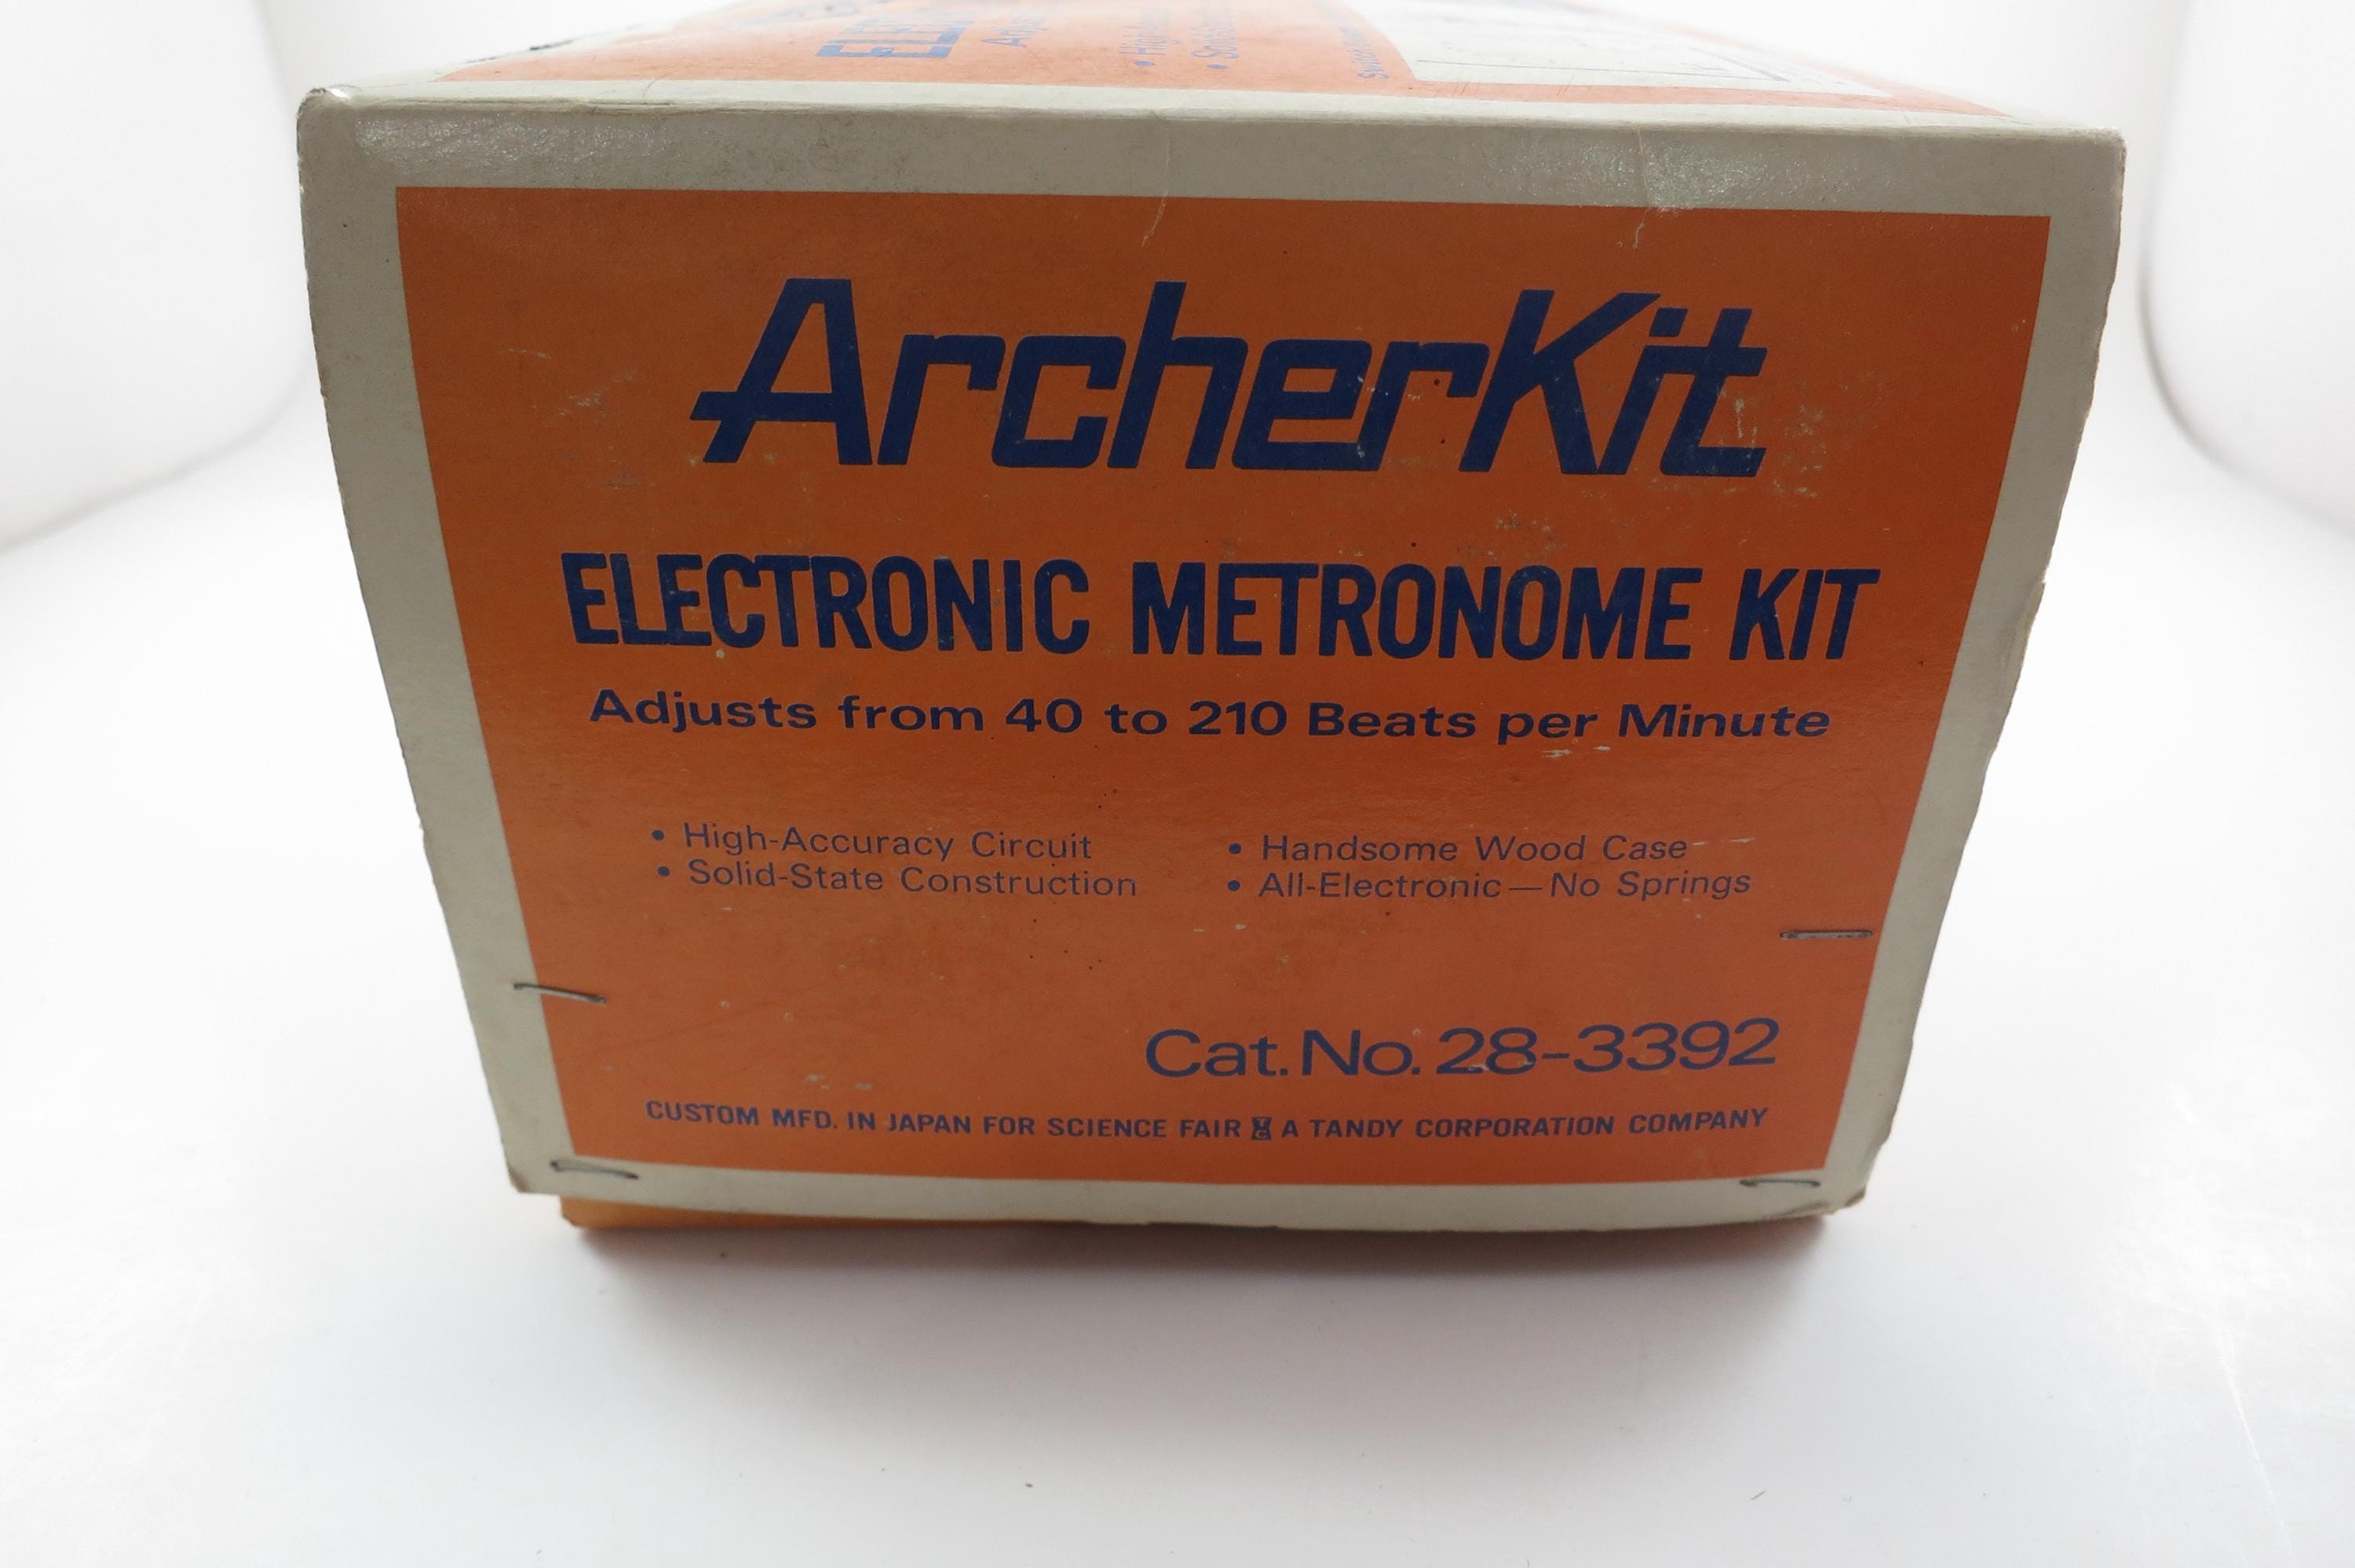 ArcherKit
ELECTRONIC METRONOME KIT
Adjusts from 40 to 210 Beats per Minute
• High-Accuracy Circuit
• Solid-State Construction
• Handsome Wood Case
• All-Electronic—No Springs
Cat. No. 28-3392
CUSTOM MFD. IN JAPAN FOR SCIENCE FAIR A TANDY CORPORATION COMPANY